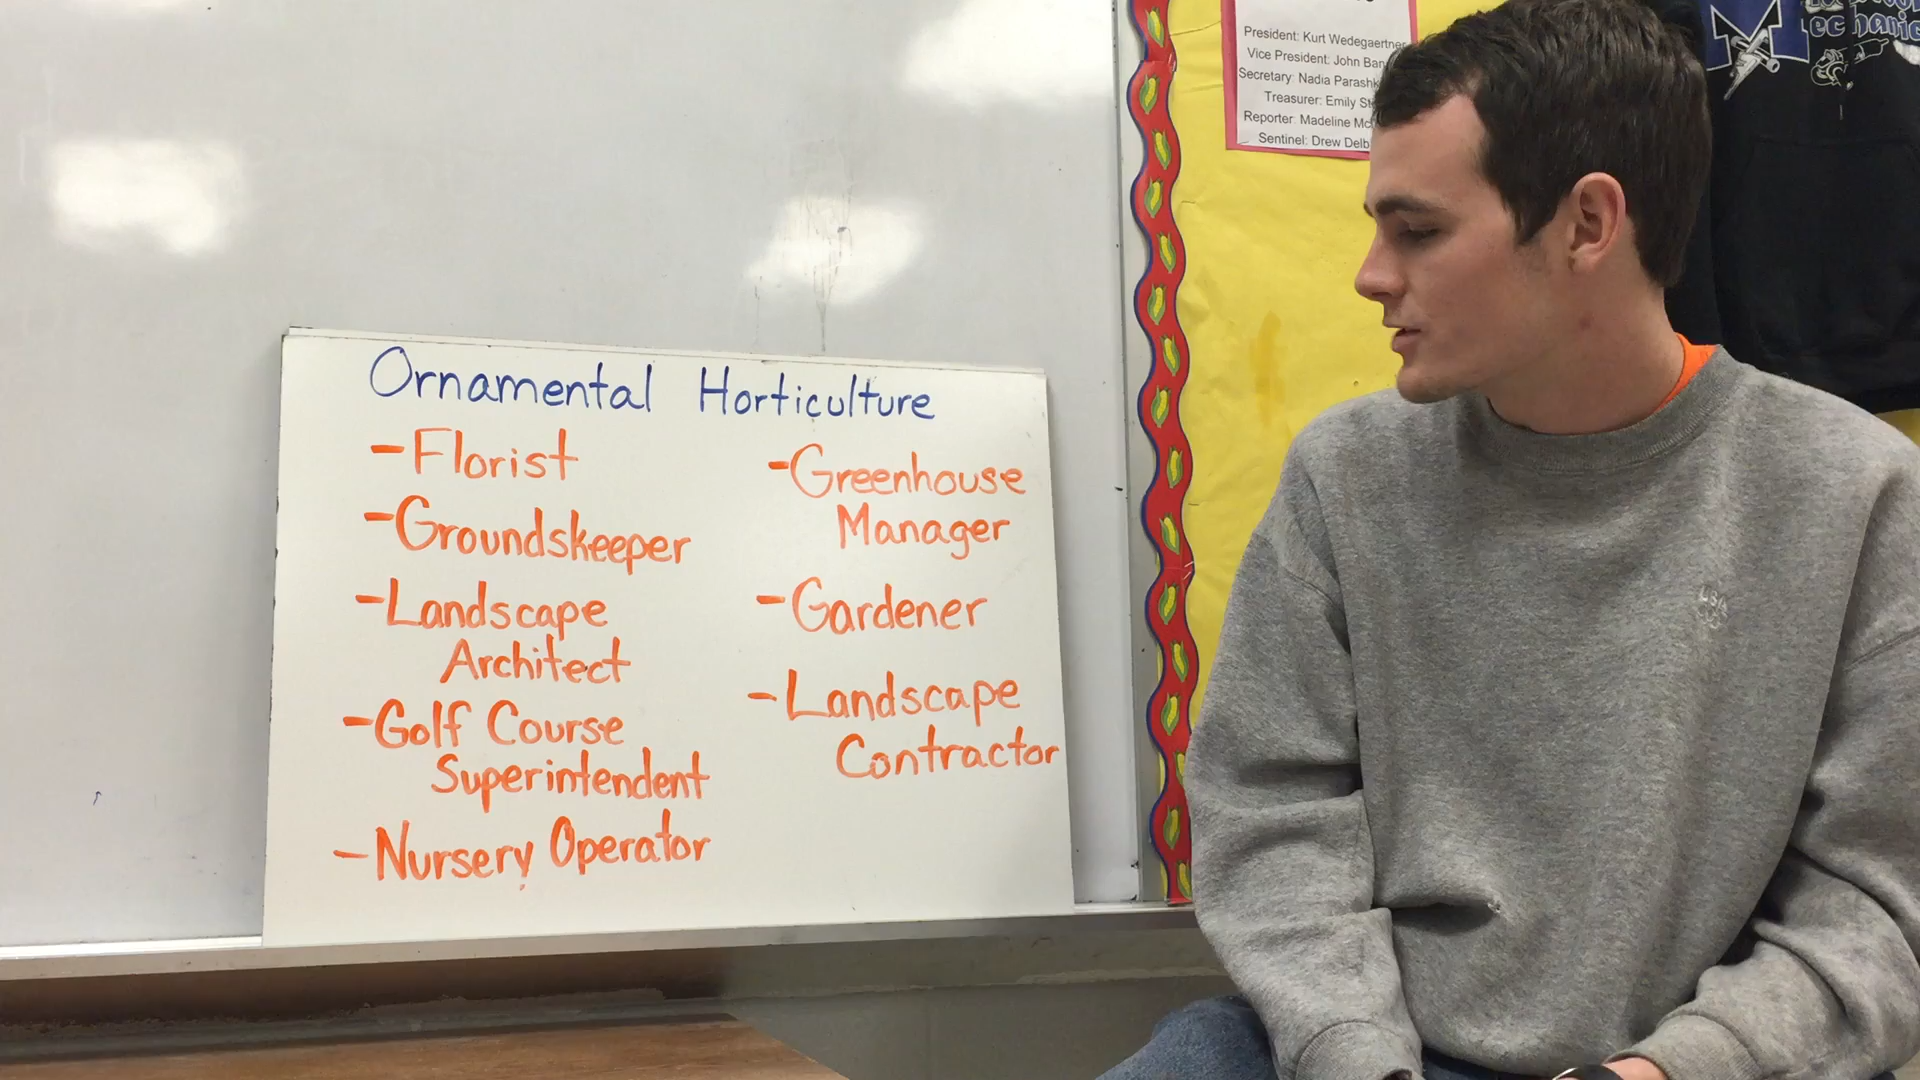 Ornamental Horticulture
-Florist
-Groundskeeper
-Landscape
Architect
-Golf Course
Superintendent
-Nursery Operator
-Greenhouse
Manager
-Gardener
-Landscape
Contractor
President: Kurt Wedegaertner
Vice President: John
Secretary: Nadia
Treasurer: Emily
Reporter: Madeline
Sentinel: Drew
M